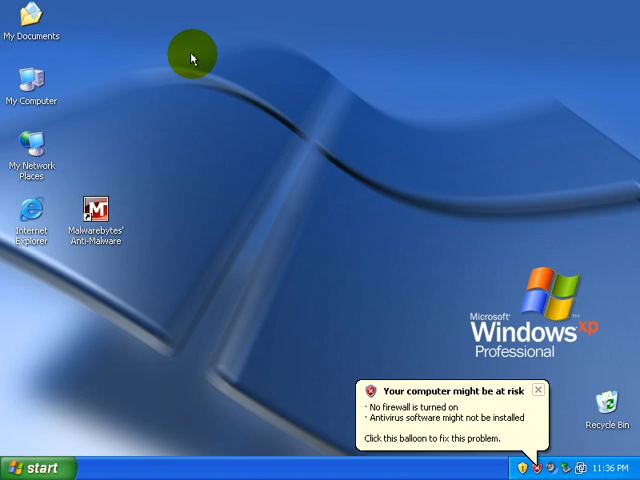 My Documents
My Computer
My Network
Places
Internet
Explorer
Malwarebytes'
Anti-Malware
Microsoft®
Windows xp
Professional
Your computer might be at risk
· No firewall is turned on
· Antivirus software might not be installed
Click this balloon to fix this problem.
Recycle Bin
start
11:36 PM